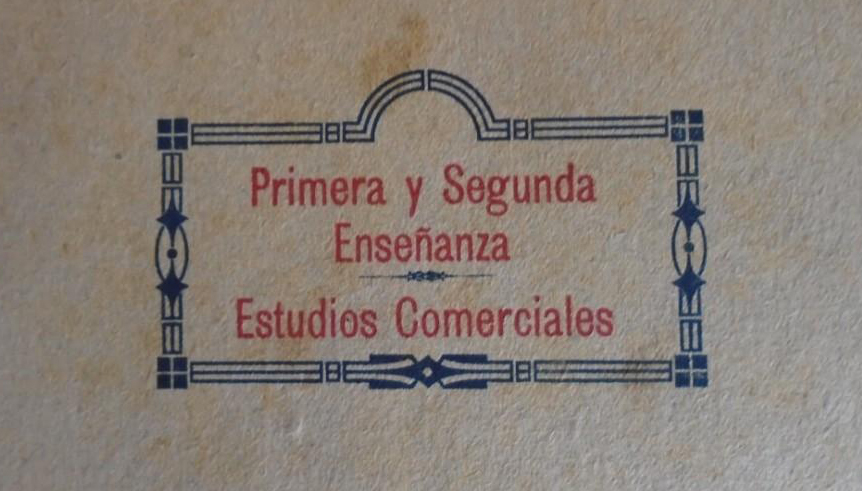 Primera y Segunda
Enseñanza
Estudios Comerciales